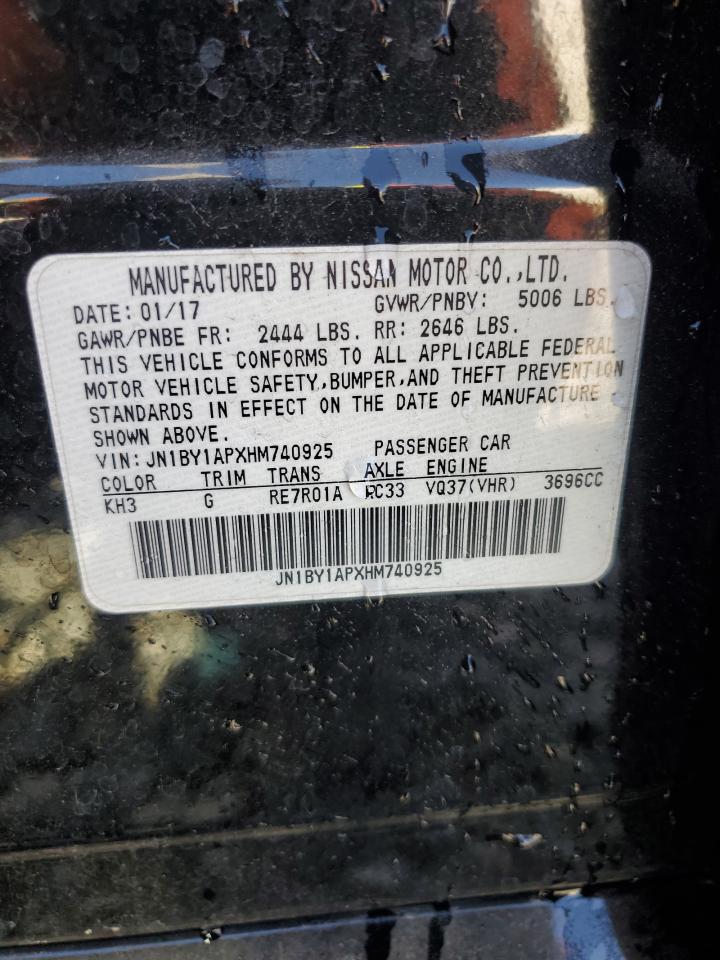 MANUFACTURED BY NISSAN MOTOR CO.,LTD.
DATE: 01/17 GVWR/PNBV: 5006 LBS.
GAWR/PNBE FR: 2444 LBS. RR: 2646 LBS.
THIS VEHICLE CONFORMS TO ALL APPLICABLE FEDERAL
MOTOR VEHICLE SAFETY,BUMPER,AND THEFT PREVENTION
STANDARDS IN EFFECT ON THE DATE OF MANUFACTURE
SHOWN ABOVE.
VIN: JN1BY1APXHM740925 PASSENGER CAR
COLOR TRIM TRANS AXLE ENGINE
KH3 G RE7R01A RC33 VQ37(VHR) 3696CC
JN1BY1APXHM740925